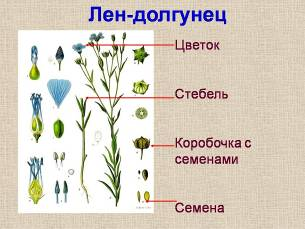 Лен-долгунец
Цветок
Стебель
Коробочка с
семенами
Семена